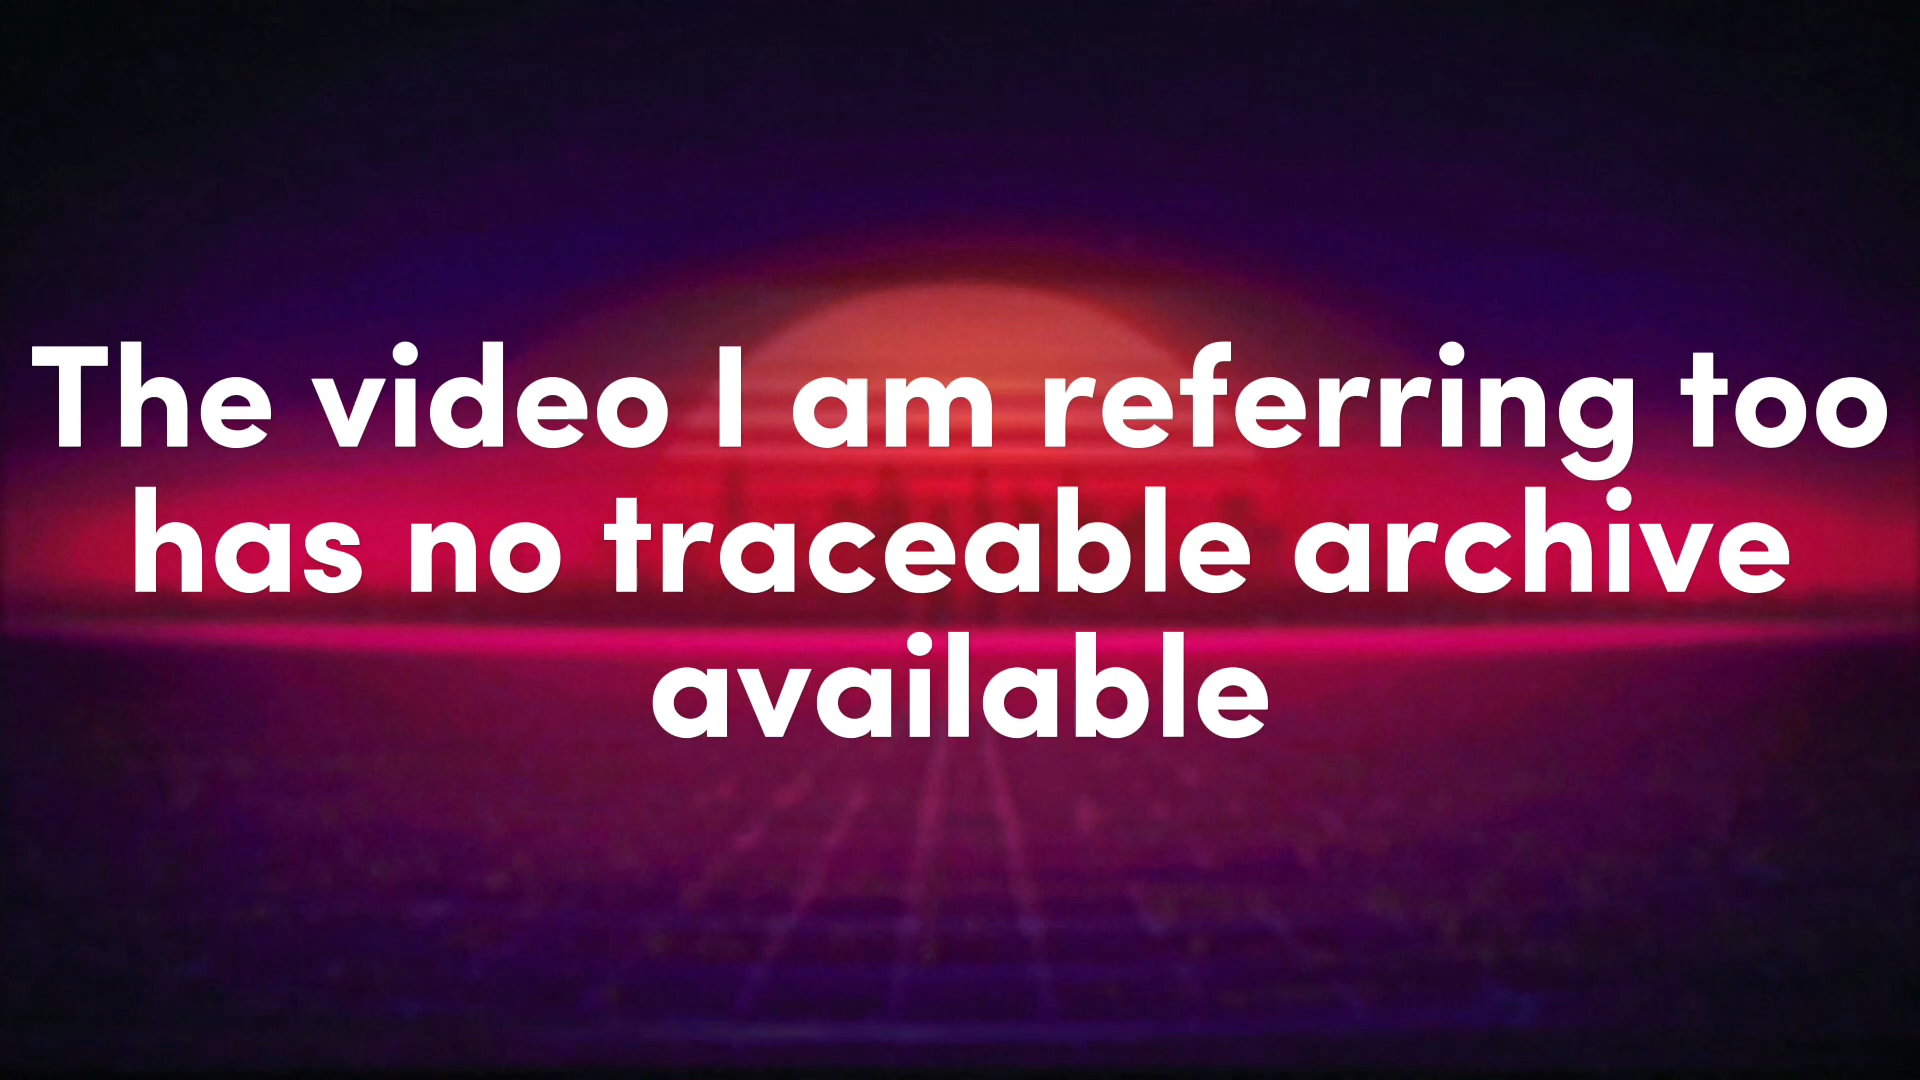 The video I am referring too
has no traceable archive
available